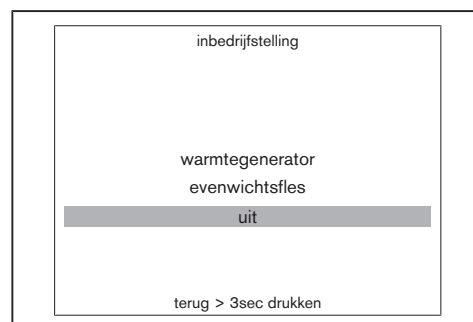 inbedrijfstelling
warmtegenerator
evenwichtsfles
uit
terug > 3sec drukken